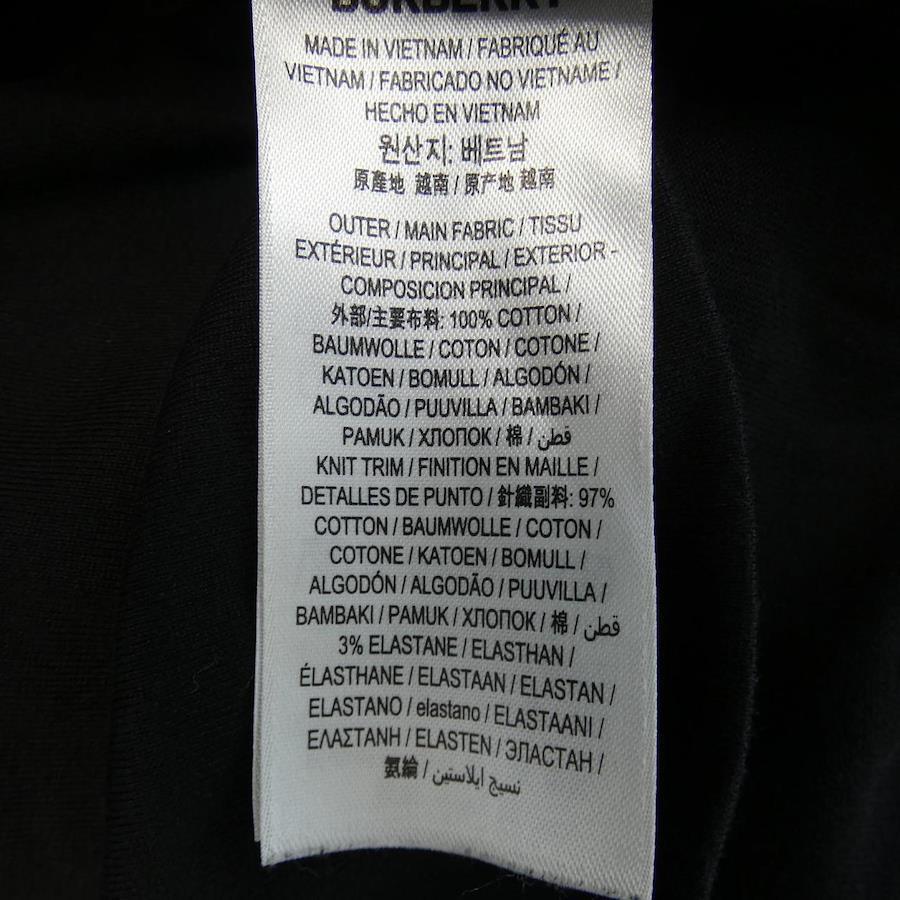 BURBERRY
MADE IN VIETNAM / FABRIQUÉ AU
VIETNAM / FABRICADO NO VIETNAME /
HECHO EN VIETNAM
원산지: 베트남
原產地 越南 / 原产地 越南
OUTER / MAIN FABRIC / TISSU
EXTÉRIEUR / PRINCIPAL / EXTERIOR -
COMPOSICION PRINCIPAL /
外部/主要布料: 100% COTTON /
BAUMWOLLE / COTON / COTONE /
KATOEN / BOMULL / ALGODÓN /
ALGODÃO / PUUVILLA / BAMBAKI /
PAMUK / ХЛОПОК / 棉 / قطن
KNIT TRIM / FINITION EN MAILLE /
DETALLES DE PUNTO / 針織副料: 97%
COTTON / BAUMWOLLE / COTON /
COTONE / KATOEN / BOMULL /
ALGODÓN / ALGODÃO / PUUVILLA /
BAMBAKI / PAMUK / ХЛОПОК / 棉 / قطن
3% ELASTANE / ELASTHAN /
ÉLASTHANE / ELASTAAN / ELASTAN /
ELASTANO / elastano / ELASTAANI /
ΕΛΑΣΤΑΝΗ / ELASTEN / ЭЛАСТАН /
氨綸 / نسيج ايلاستين